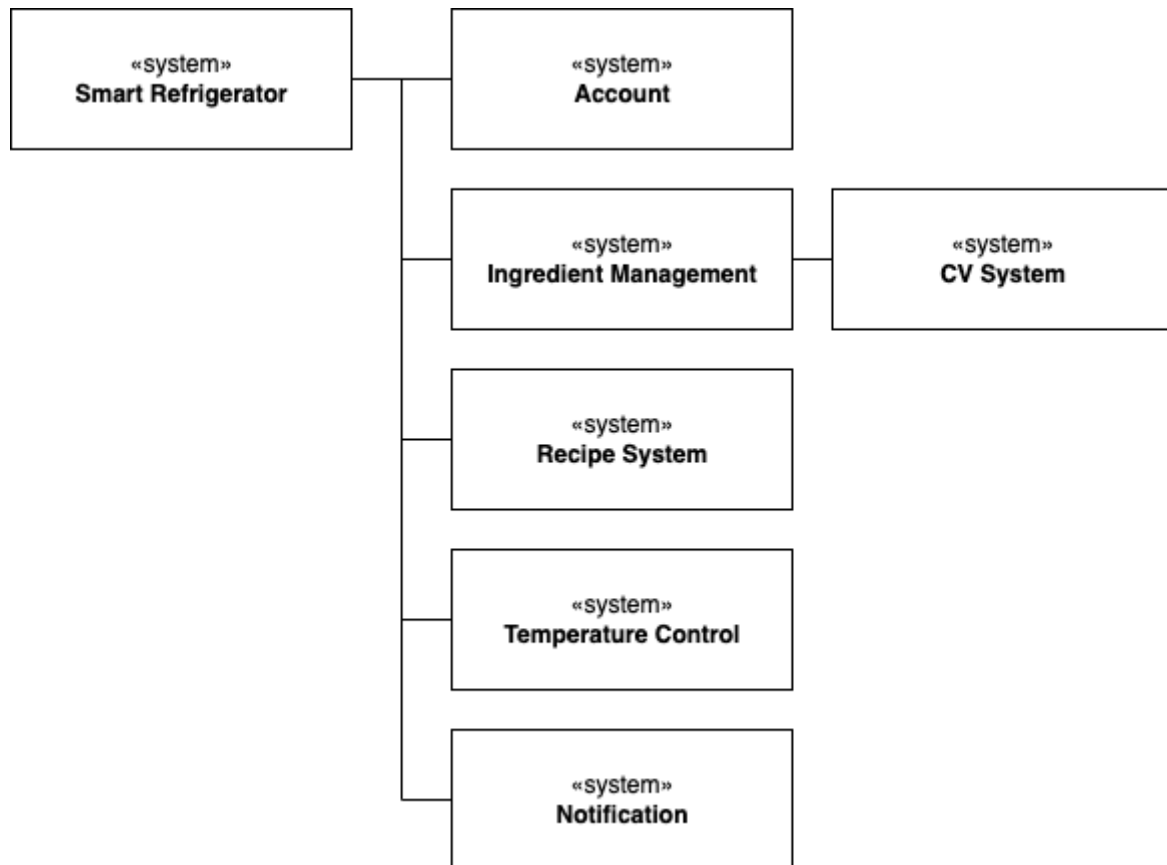 «system»
Smart Refrigerator
«system»
Account
«system»
Ingredient Management
«system»
CV System
«system»
Recipe System
«system»
Temperature Control
«system»
Notification